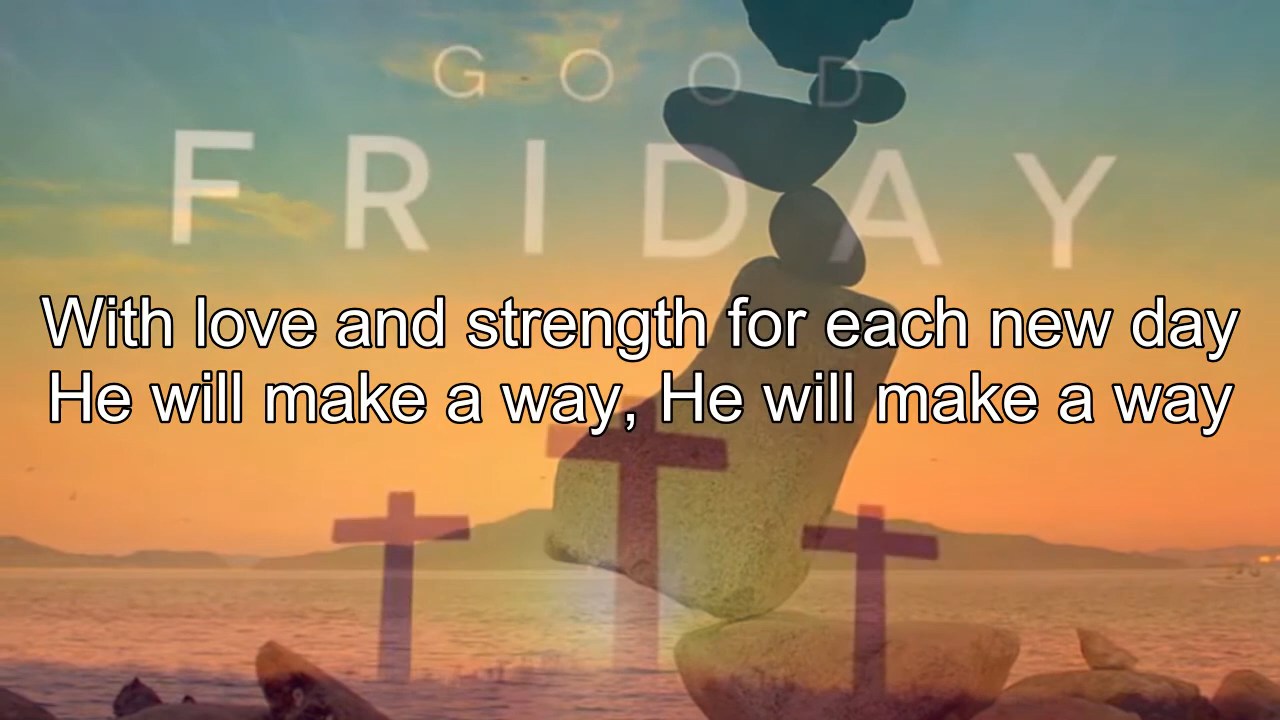 GOOD
FRIDAY
With love and strength for each new day
He will make a way, He will make a way